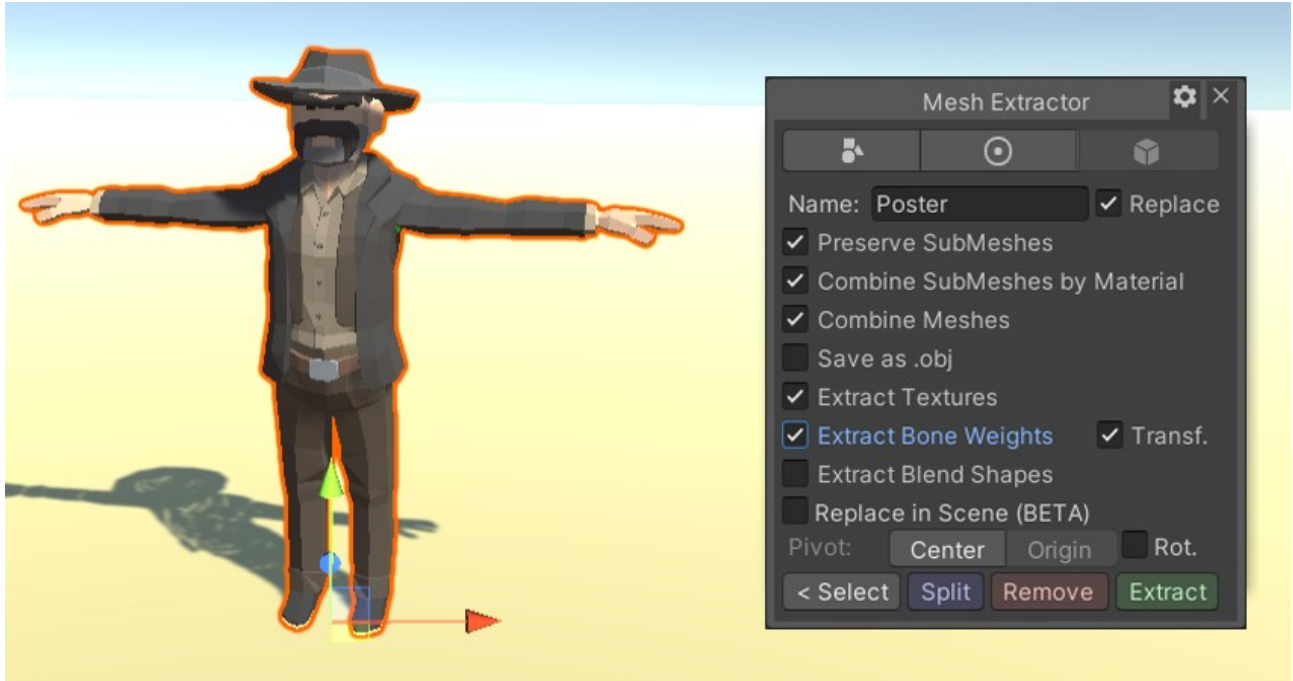 Mesh Extractor
Name: Poster Replace
Preserve SubMeshes
Combine SubMeshes by Material
Combine Meshes
Save as .obj
Extract Textures
Extract Bone Weights Transf.
Extract Blend Shapes
Replace in Scene (BETA)
Pivot: Center Origin Rot.
< Select Split Remove Extract